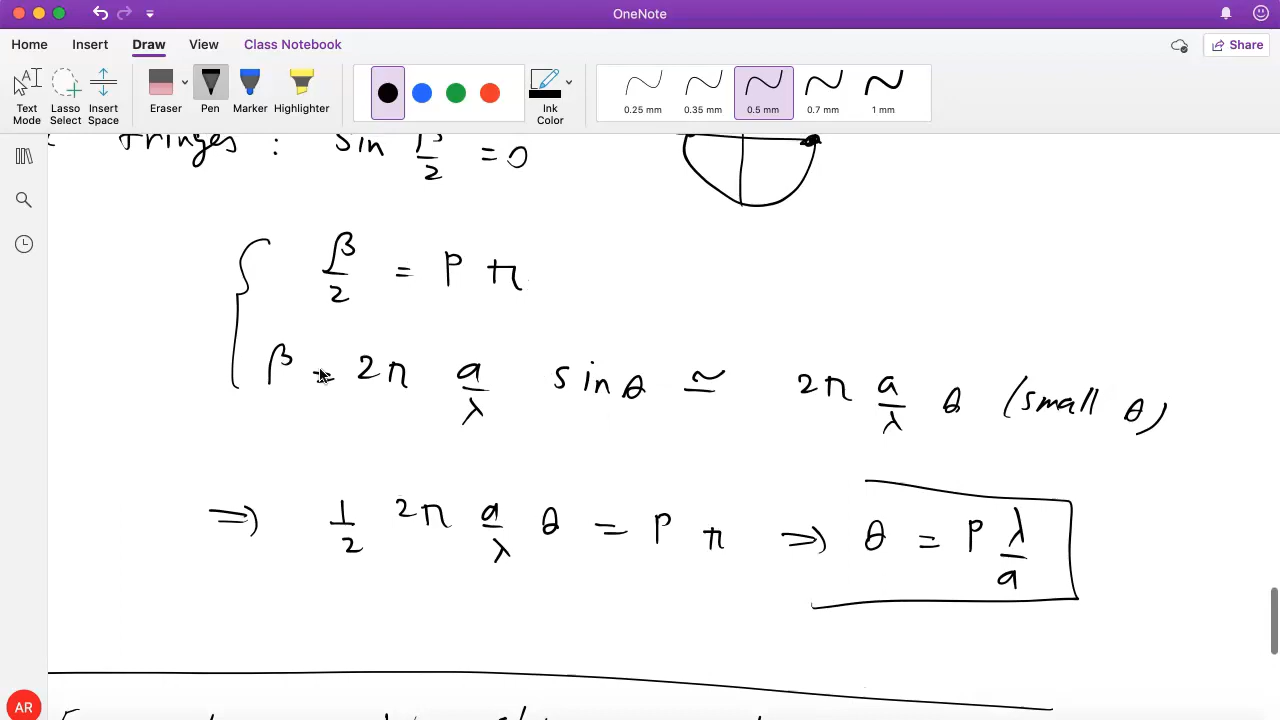 OneNote
Home Insert Draw View Class Notebook Share
Text Mode Lasso Select Insert Space Eraser Pen Marker Highlighter Ink Color 0.25 mm 0.35 mm 0.5 mm 0.7 mm 1 mm
fringes : sin β/2 = 0
β/2 = p π
β = 2π a/λ sin θ ≃ 2π a/λ θ (small θ)
⇒ 1/2 2π a/λ θ = p π ⇒ θ = p λ/a
AR